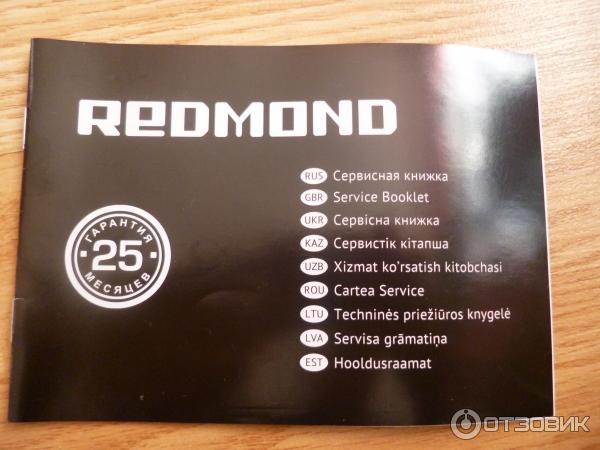 REDMOND
RUS Сервисная книжка
GBR Service Booklet
UKR Сервісна книжка
KAZ Сервистік кітапша
UZB Xizmat ko'rsatish kitobchasi
ROU Cartea Service
LTU Techninės priežiūros knygelė
LVA Servisa grāmatiņa
EST Hooldusraamat
ГАРАНТИЯ
25
МЕСЯЦЕВ
ОТЗОВИК